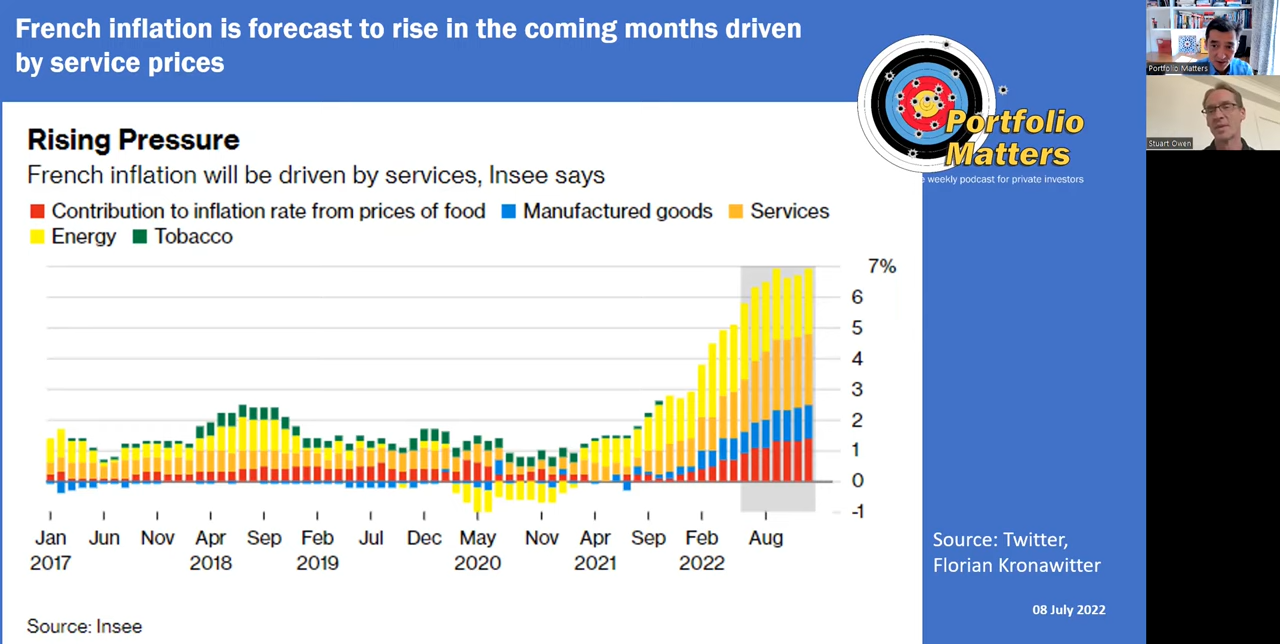 French inflation is forecast to rise in the coming months driven
by service prices
Portfolio
Matters
e weekly podcast for private investors
Portfolio Matters
Stuart Owen
Rising Pressure
French inflation will be driven by services, Insee says
Contribution to inflation rate from prices of food Manufactured goods Services
Energy Tobacco
7%
6
5
4
3
2
1
0
-1
Jan Jun Nov Apr Sep Feb Jul Dec May Nov Apr Sep Feb Aug
2017 2018 2019 2020 2021 2022
Source: Insee
Source: Twitter,
Florian Kronawitter
08 July 2022